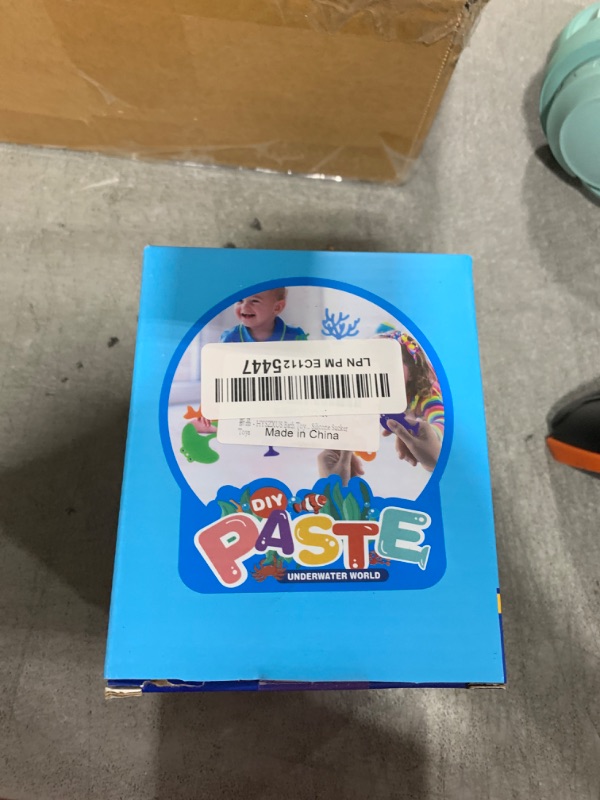 LPN PM EC1125447
Made in China
DIY
PASTE
UNDERWATER WORLD